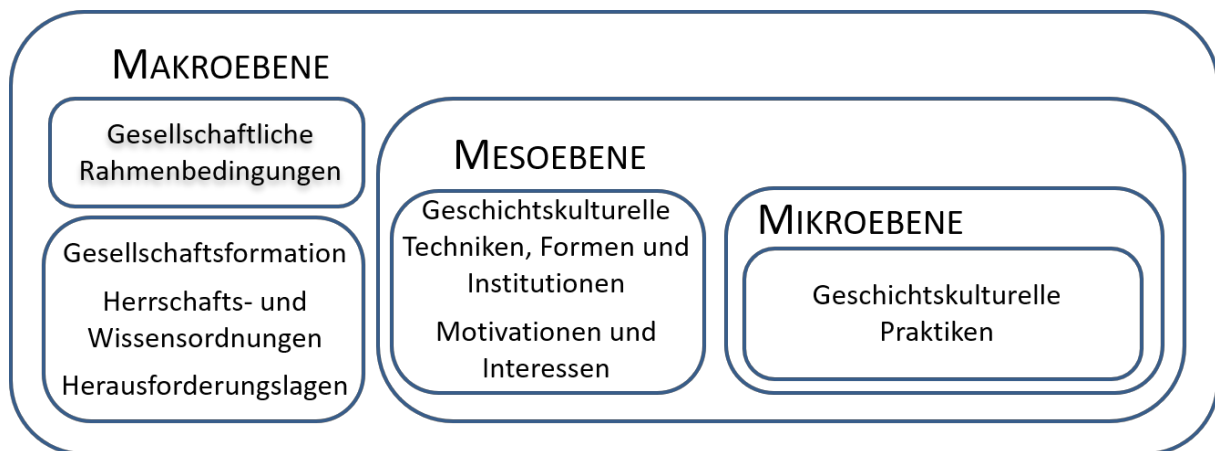 MAKROEBENE
Gesellschaftliche
Rahmenbedingungen
Gesellschaftsformation
Herrschafts- und
Wissensordnungen
Herausforderungslagen
MESOEBENE
Geschichtskulturelle
Techniken, Formen und
Institutionen
Motivationen und
Interessen
MIKROEBENE
Geschichtskulturelle
Praktiken